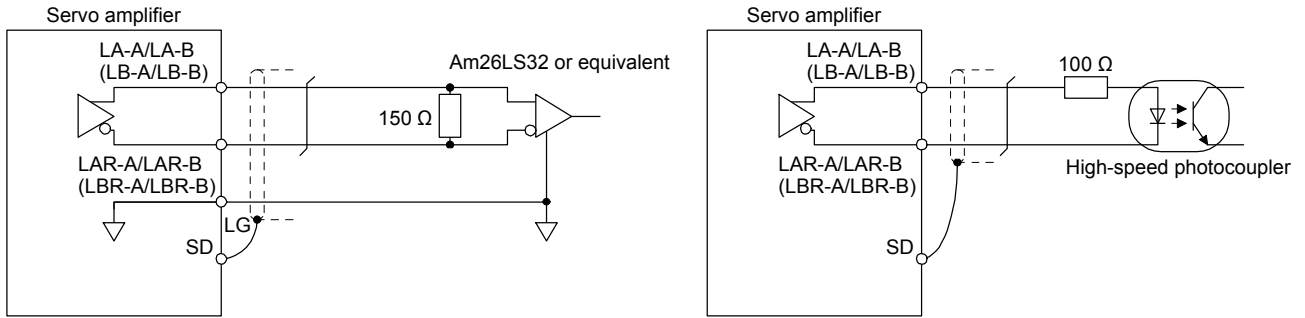 Servo amplifier
LA-A/LA-B
(LB-A/LB-B)
Am26LS32 or equivalent
150 Ω
LAR-A/LAR-B
(LBR-A/LBR-B)
LG
SD
Servo amplifier
LA-A/LA-B
(LB-A/LB-B)
100 Ω
LAR-A/LAR-B
(LBR-A/LBR-B)
High-speed photocoupler
SD